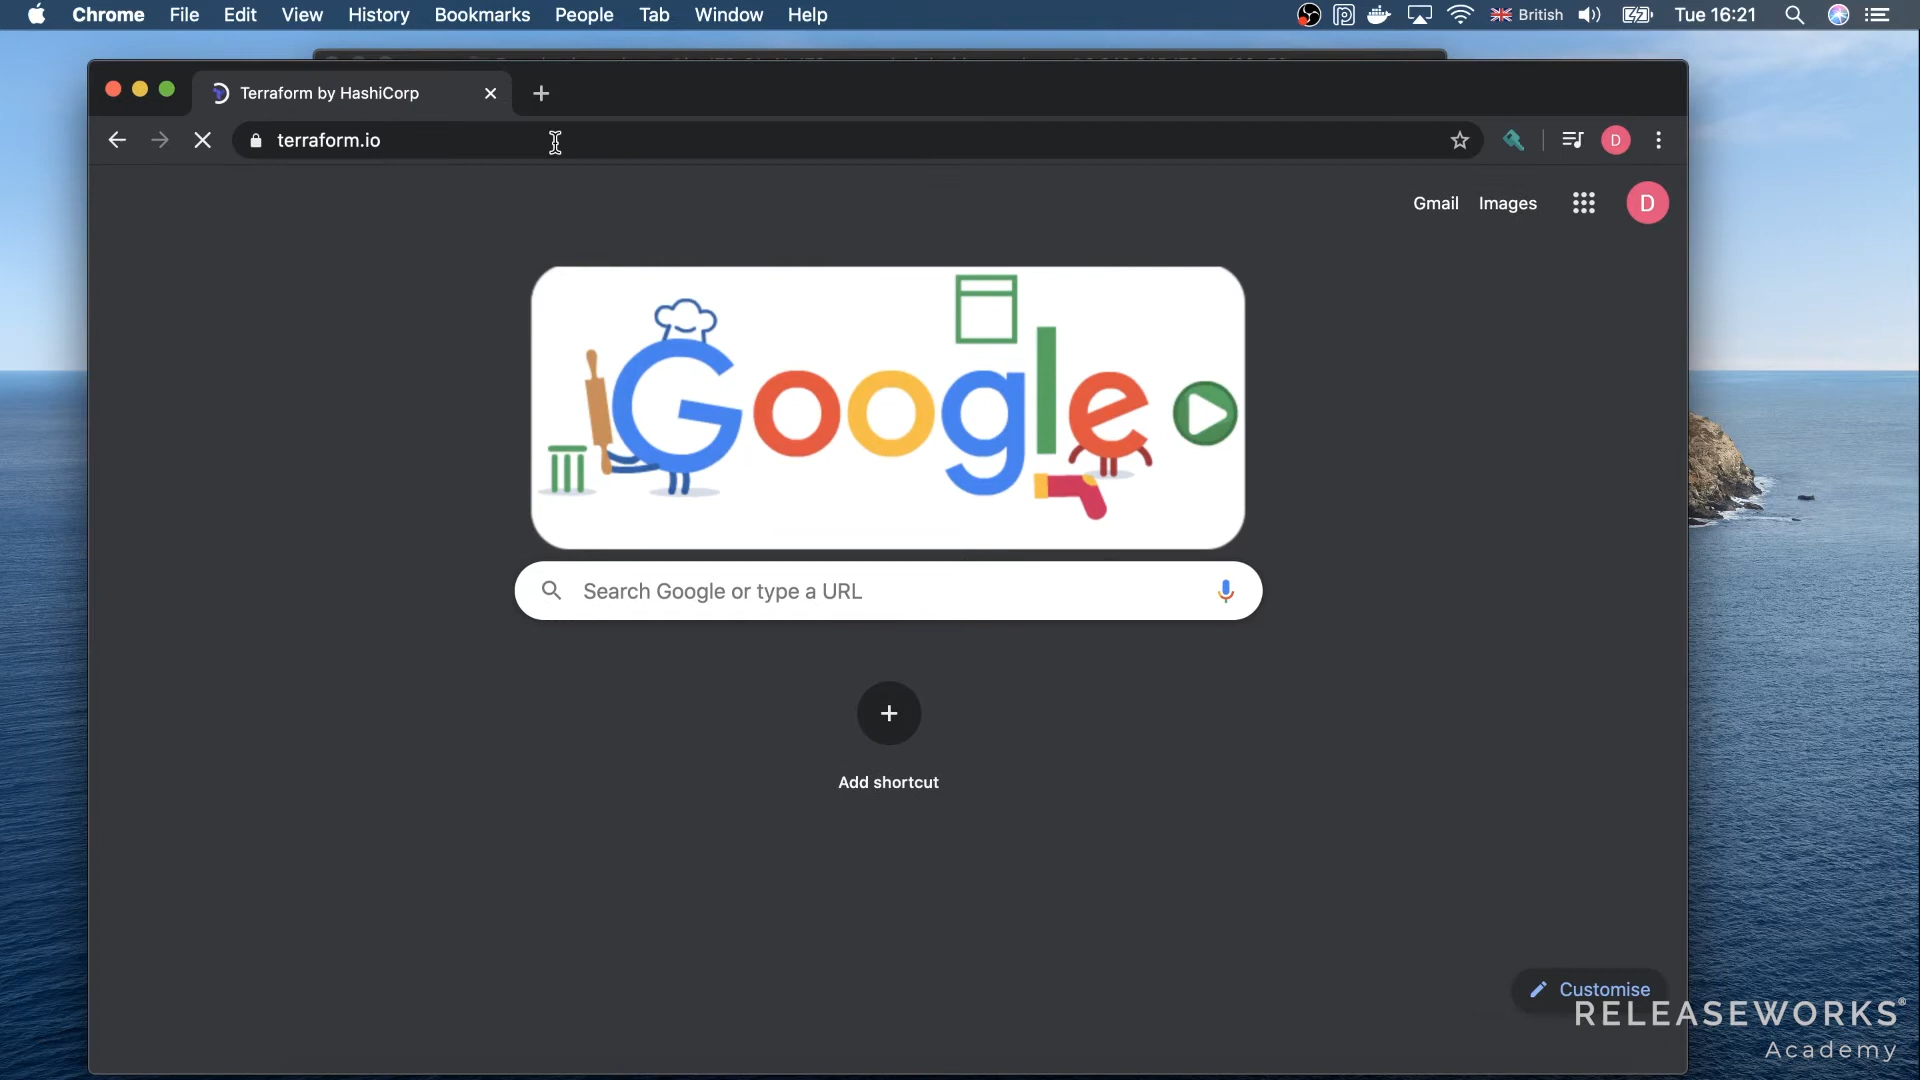 Chrome File Edit View History Bookmarks People Tab Window Help British Tue 16:21
Terraform by HashiCorp
terraform.io D
Gmail Images D
Google
Search Google or type a URL
Add shortcut
Customise
RELEASEWORKS®
Academy